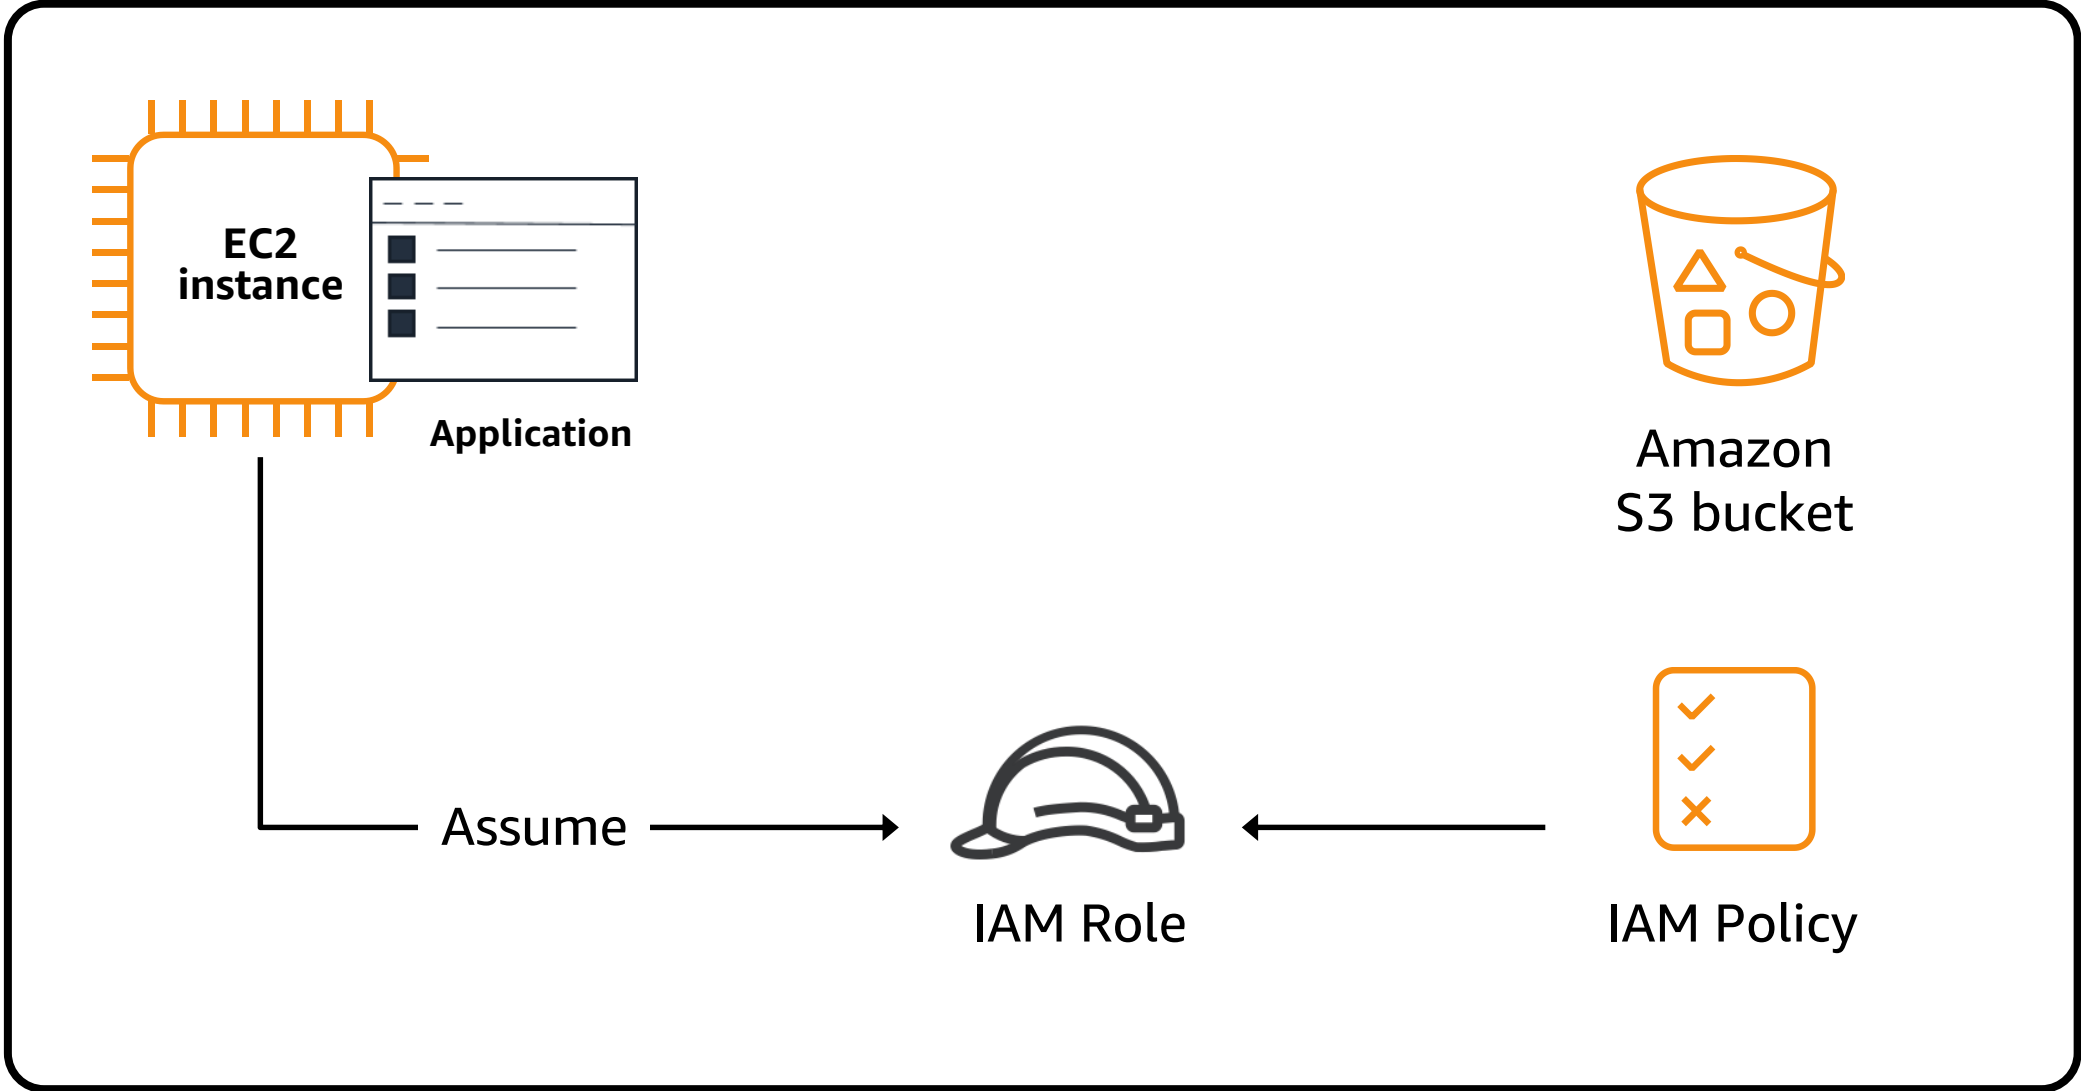 EC2
instance
Application
Amazon
S3 bucket
Assume
IAM Role
IAM Policy